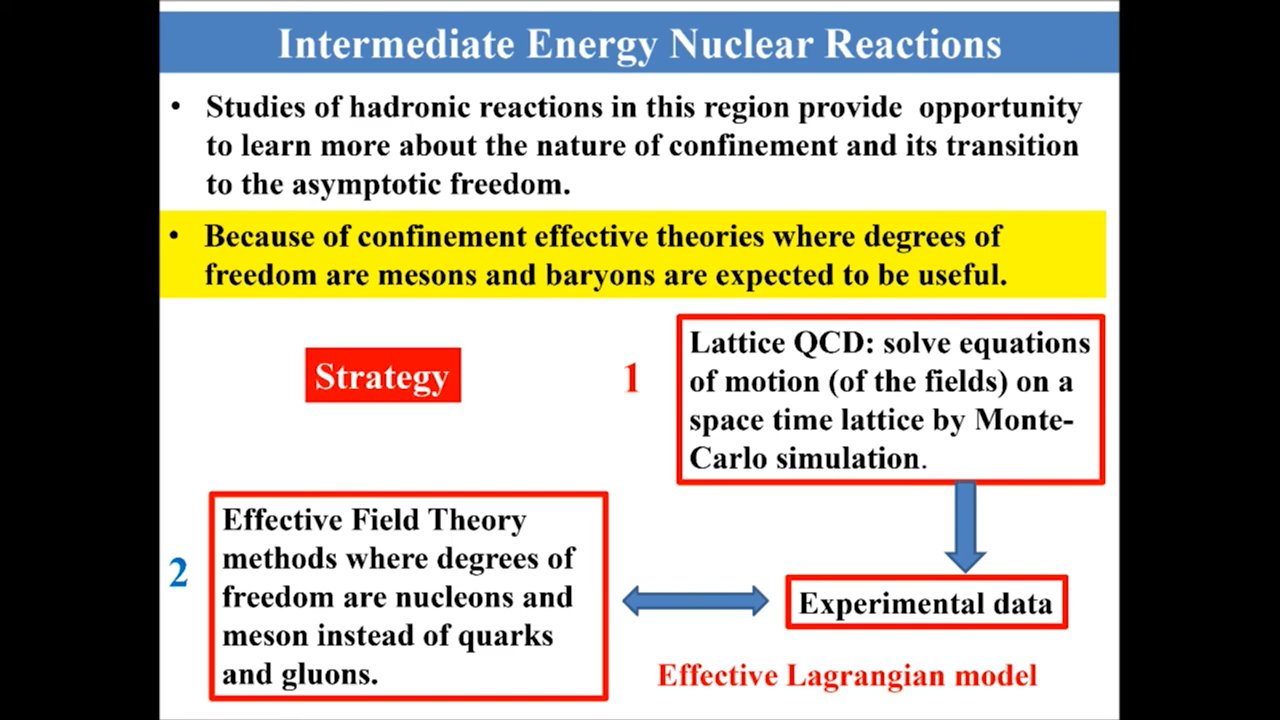 Intermediate Energy Nuclear Reactions
• Studies of hadronic reactions in this region provide opportunity
to learn more about the nature of confinement and its transition
to the asymptotic freedom.
• Because of confinement effective theories where degrees of
freedom are mesons and baryons are expected to be useful.
Strategy
1
Lattice QCD: solve equations
of motion (of the fields) on a
space time lattice by Monte-
Carlo simulation.
2
Effective Field Theory
methods where degrees of
freedom are nucleons and
meson instead of quarks
and gluons.
Experimental data
Effective Lagrangian model